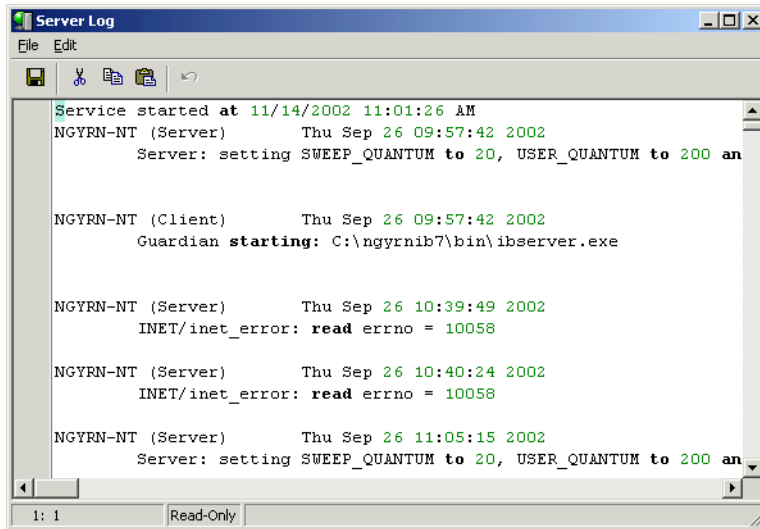 Server Log
File Edit
Service started at 11/14/2002 11:01:26 AM
NGYRN-NT (Server) Thu Sep 26 09:57:42 2002
Server: setting SWEEP_QUANTUM to 20, USER_QUANTUM to 200 an
NGYRN-NT (Client) Thu Sep 26 09:57:42 2002
Guardian starting: C:\ngyrnib7\bin\ibserver.exe
NGYRN-NT (Server) Thu Sep 26 10:39:49 2002
INET/inet_error: read errno = 10058
NGYRN-NT (Server) Thu Sep 26 10:40:24 2002
INET/inet_error: read errno = 10058
NGYRN-NT (Server) Thu Sep 26 11:05:15 2002
Server: setting SWEEP_QUANTUM to 20, USER_QUANTUM to 200 an
1: 1 Read-Only